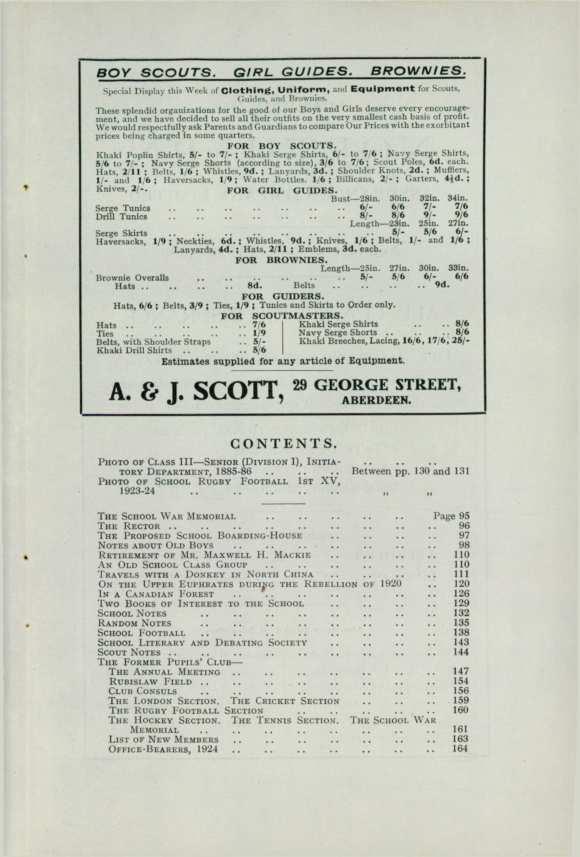 BOY SCOUTS. GIRL GUIDES. BROWNIES.
Special Display this Week of Clothing, Uniform, and Equipment for Scouts,
Guides, and Brownies.
These splendid organizations for the good of our Boys and Girls deserve every encourage-
ment, and we have decided to sell all their outfits on the very smallest cash basis of profit.
We would respectfully ask Parents and Guardians to compare Our Prices with the exorbitant
prices being charged in some quarters.
FOR BOY SCOUTS.
Khaki Poplin Shirts, 5/- to 7/- ; Khaki Serge Shirts, 6/- to 7/6 ; Navy Serge Shirts,
5/6 to 7/- ; Navy Serge Shorts (according to size), 3/6 to 7/6 ; Scout Poles, 6d. each.
Hats, 2/11 ; Belts, 1/6 ; Whistles, 9d. ; Lanyards, 3d. ; Shoulder Knots, 2d. ; Mufflers,
1/- and 1/6 ; Haversacks, 1/9 ; Water Bottles. 1/6 ; Billicans, 2/- ; Garters, 4½d. ;
Knives, 2/-.
FOR GIRL GUIDES.
Bust—28in. 30in. 32in. 34in.
Serge Tunics .. .. .. .. .. .. .. 6/- 6/6 7/- 7/6
Drill Tunics .. .. .. .. .. .. .. 8/- 8/6 9/- 9/6
Length—23in. 25in. 27in.
Serge Skirts .. .. .. .. .. .. .. 5/- 5/6 6/-
Haversacks, 1/9 ; Neckties, 6d. ; Whistles, 9d. ; Knives, 1/6 ; Belts, 1/- and 1/6 ;
Lanyards, 4d. ; Hats, 2/11 ; Emblems, 3d. each.
FOR BROWNIES.
Length—25in. 27in. 30in. 33in.
Brownie Overalls .. .. .. .. .. .. 5/- 5/6 6/- 6/6
Hats .. .. .. .. .. 8d. Belts .. .. .. .. 9d.
FOR GUIDERS.
Hats, 6/6 ; Belts, 3/9 ; Ties, 1/9 ; Tunics and Skirts to Order only.
FOR SCOUTMASTERS.
Hats .. .. .. .. .. .. 7/6 Khaki Serge Shirts .. .. 8/6
Ties .. .. .. .. .. .. 1/9 Navy Serge Shorts .. .. .. 8/6
Belts, with Shoulder Straps .. 5/- Khaki Breeches, Lacing, 16/6, 17/6, 25/-
Khaki Drill Shirts .. .. .. 5/6
Estimates supplied for any article of Equipment.
A. & J. SCOTT, 29 GEORGE STREET,
ABERDEEN.
CONTENTS.
PHOTO OF CLASS III—SENIOR (DIVISION I), INITIA-
TORY DEPARTMENT, 1885-86 .. .. .. Between pp. 130 and 131
PHOTO OF SCHOOL RUGBY FOOTBALL 1ST XV,
1923-24 .. .. .. .. .. ,, ,,
THE SCHOOL WAR MEMORIAL .. .. .. .. Page 95
THE RECTOR .. .. .. .. .. .. .. .. 96
THE PROPOSED SCHOOL BOARDING-HOUSE .. .. .. .. 97
NOTES ABOUT OLD BOYS .. .. .. .. .. .. .. 98
RETIREMENT OF MR. MAXWELL H. MACKIE .. .. .. .. 110
AN OLD SCHOOL CLASS GROUP .. .. .. .. .. .. 110
TRAVELS WITH A DONKEY IN NORTH CHINA .. .. .. .. 111
ON THE UPPER EUPHRATES DURING THE REBELLION OF 1920 .. 120
IN A CANADIAN FOREST .. .. .. .. .. .. .. 126
TWO BOOKS OF INTEREST TO THE SCHOOL .. .. .. .. 129
SCHOOL NOTES .. .. .. .. .. .. .. .. 132
RANDOM NOTES .. .. .. .. .. .. .. .. 135
SCHOOL FOOTBALL .. .. .. .. .. .. .. .. 138
SCHOOL LITERARY AND DEBATING SOCIETY .. .. .. .. 143
SCOUT NOTES .. .. .. .. .. .. .. .. .. 144
THE FORMER PUPILS' CLUB—
THE ANNUAL MEETING .. .. .. .. .. .. .. 147
RUBISLAW FIELD .. .. .. .. .. .. .. .. 154
CLUB CONSULS .. .. .. .. .. .. .. .. 156
THE LONDON SECTION. THE CRICKET SECTION .. .. .. 159
THE RUGBY FOOTBALL SECTION .. .. .. .. .. 160
THE HOCKEY SECTION. THE TENNIS SECTION. THE SCHOOL WAR
MEMORIAL .. .. .. .. .. .. .. .. 161
LIST OF NEW MEMBERS .. .. .. .. .. .. .. 163
OFFICE-BEARERS, 1924 .. .. .. .. .. .. .. 164